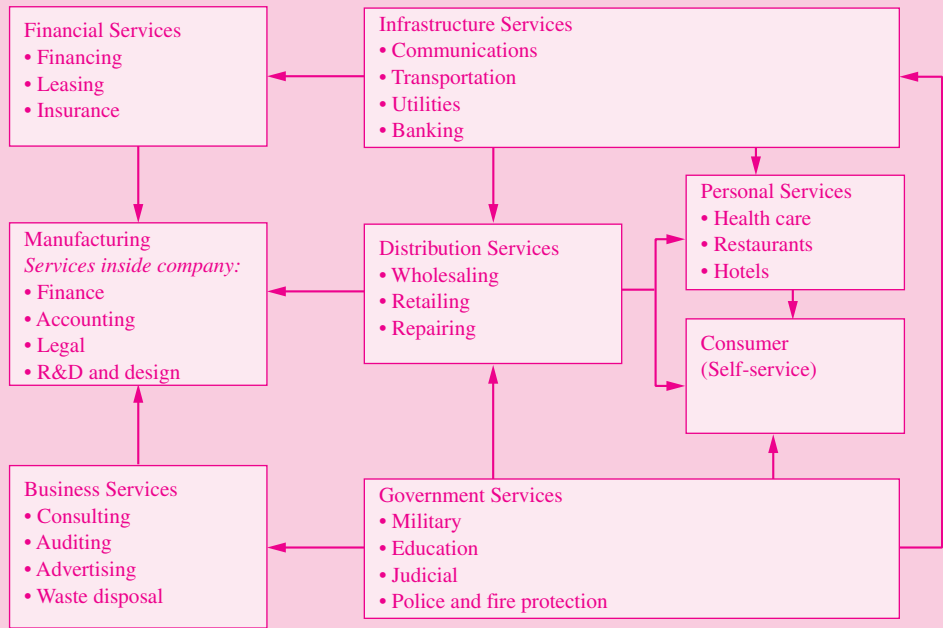 Financial Services
• Financing
• Leasing
• Insurance
Infrastructure Services
• Communications
• Transportation
• Utilities
• Banking
Personal Services
• Health care
• Restaurants
• Hotels
Manufacturing
Services inside company:
• Finance
• Accounting
• Legal
• R&D and design
Distribution Services
• Wholesaling
• Retailing
• Repairing
Consumer
(Self-service)
Business Services
• Consulting
• Auditing
• Advertising
• Waste disposal
Government Services
• Military
• Education
• Judicial
• Police and fire protection